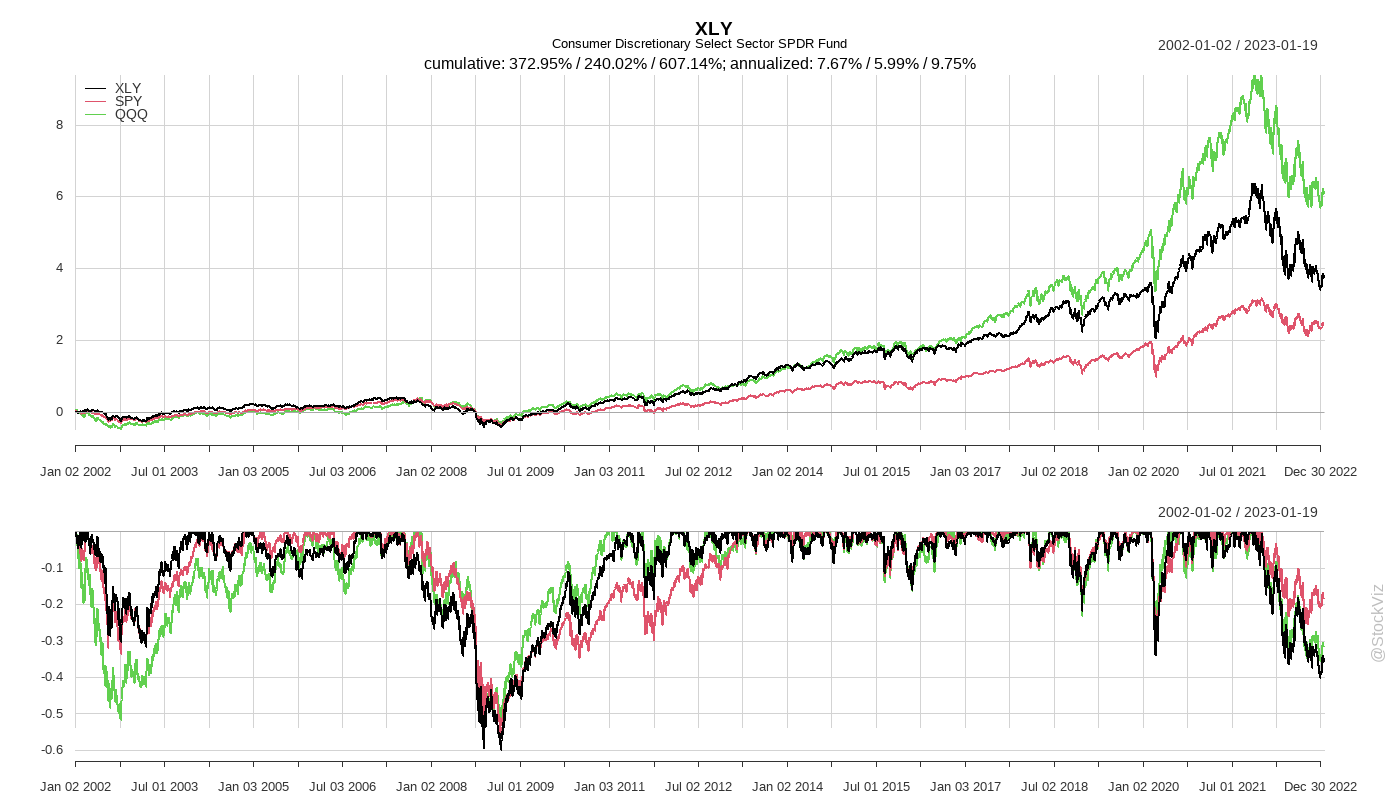 XLY
Consumer Discretionary Select Sector SPDR Fund
2002-01-02 / 2023-01-19
cumulative: 372.95% / 240.02% / 607.14%; annualized: 7.67% / 5.99% / 9.75%
XLY
SPY
QQQ
8
6
4
2
0
Jan 02 2002 Jul 01 2003 Jan 03 2005 Jul 03 2006 Jan 02 2008 Jul 01 2009 Jan 03 2011 Jul 02 2012 Jan 02 2014 Jul 01 2015 Jan 03 2017 Jul 02 2018 Jan 02 2020 Jul 01 2021 Dec 30 2022
2002-01-02 / 2023-01-19
-0.1
-0.2
-0.3
-0.4
-0.5
-0.6
Jan 02 2002 Jul 01 2003 Jan 03 2005 Jul 03 2006 Jan 02 2008 Jul 01 2009 Jan 03 2011 Jul 02 2012 Jan 02 2014 Jul 01 2015 Jan 03 2017 Jul 02 2018 Jan 02 2020 Jul 01 2021 Dec 30 2022
@StockViz